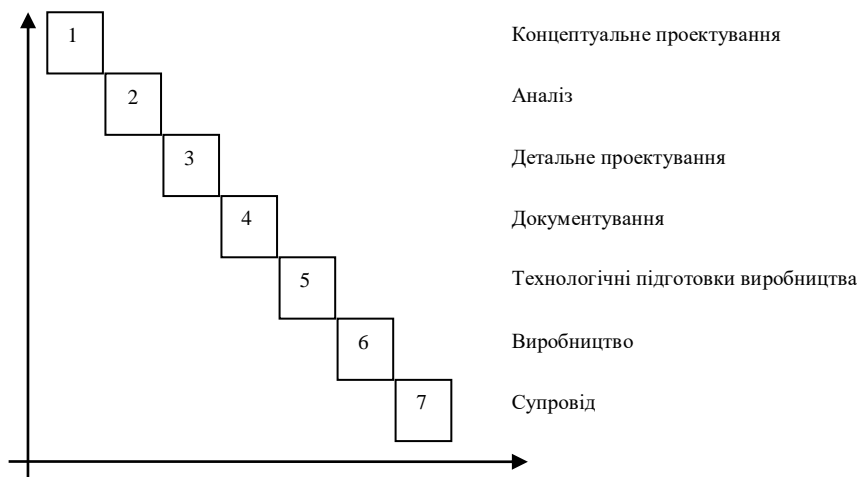 1 Концептуальне проектування
2 Аналіз
3 Детальне проектування
4 Документування
5 Технологічні підготовки виробництва
6 Виробництво
7 Супровід